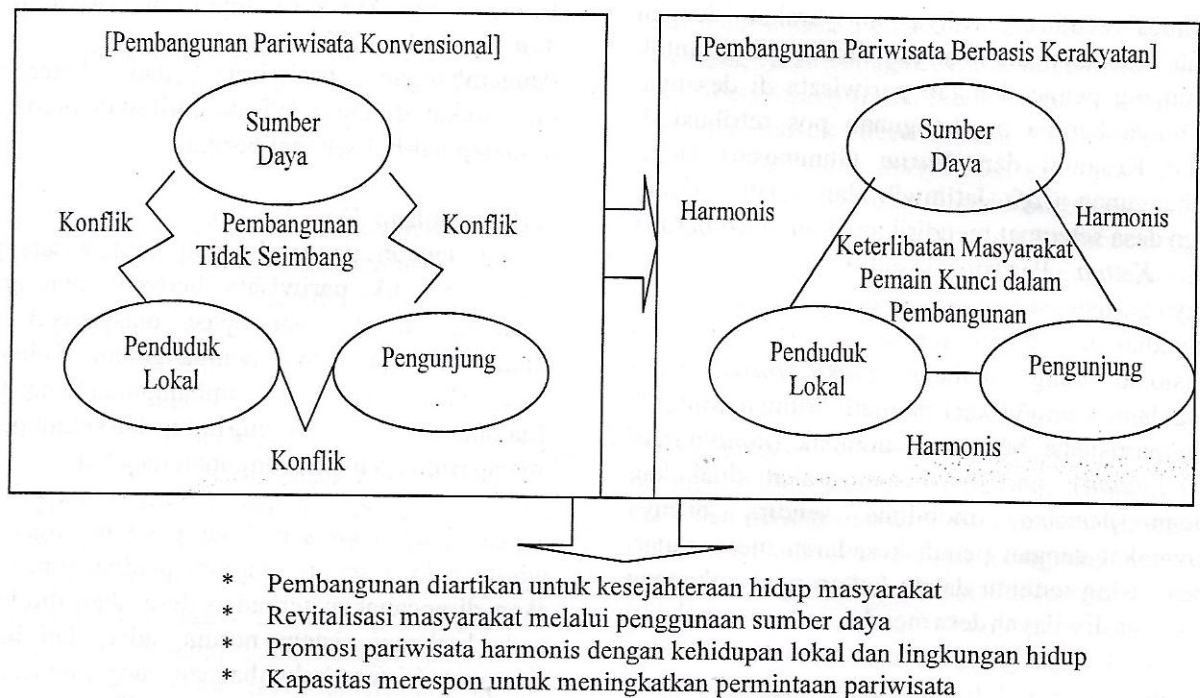 [Pembangunan Pariwisata Konvensional]
Sumber
Daya
Konflik
Pembangunan
Tidak Seimbang
Konflik
Penduduk
Lokal
Pengunjung
Konflik
[Pembangunan Pariwisata Berbasis Kerakyatan]
Sumber
Daya
Harmonis
Harmonis
Keterlibatan Masyarakat
Pemain Kunci dalam
Pembangunan
Penduduk
Lokal
Pengunjung
Harmonis
* Pembangunan diartikan untuk kesejahteraan hidup masyarakat
* Revitalisasi masyarakat melalui penggunaan sumber daya
* Promosi pariwisata harmonis dengan kehidupan lokal dan lingkungan hidup
* Kapasitas merespon untuk meningkatkan permintaan pariwisata